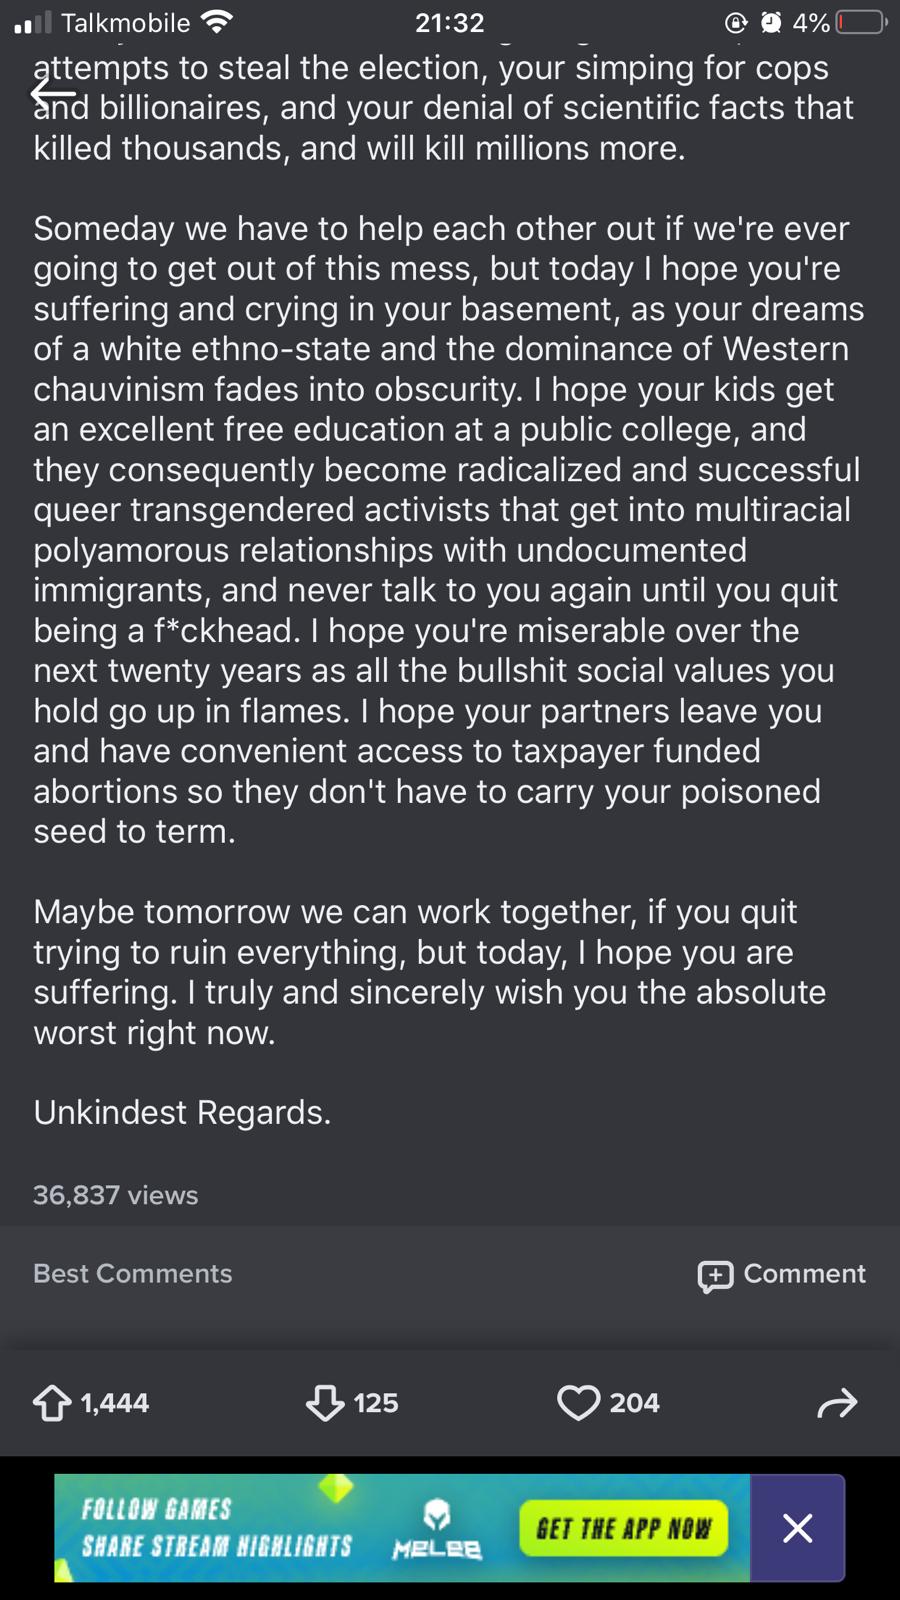 Talkmobile 21:32 4%
attempts to steal the election, your simping for cops
and billionaires, and your denial of scientific facts that
killed thousands, and will kill millions more.
Someday we have to help each other out if we're ever
going to get out of this mess, but today I hope you're
suffering and crying in your basement, as your dreams
of a white ethno-state and the dominance of Western
chauvinism fades into obscurity. I hope your kids get
an excellent free education at a public college, and
they consequently become radicalized and successful
queer transgendered activists that get into multiracial
polyamorous relationships with undocumented
immigrants, and never talk to you again until you quit
being a f*ckhead. I hope you're miserable over the
next twenty years as all the bullshit social values you
hold go up in flames. I hope your partners leave you
and have convenient access to taxpayer funded
abortions so they don't have to carry your poisoned
seed to term.
Maybe tomorrow we can work together, if you quit
trying to ruin everything, but today, I hope you are
suffering. I truly and sincerely wish you the absolute
worst right now.
Unkindest Regards.
36,837 views
Best Comments Comment
1,444 125 204
FOLLOW GAMES
SHARE STREAM HIGHLIGHTS
MELEE
GET THE APP NOW